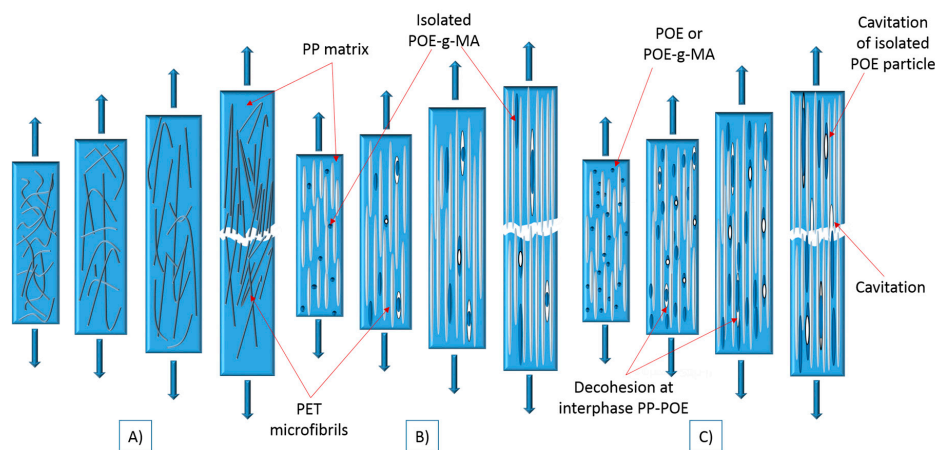 PP matrix
Isolated
POE-g-MA
POE or
POE-g-MA
Cavitation
of isolated
POE particle
Cavitation
PET
microfibrils
Decohesion at
interphase PP-POE
A)
B)
C)